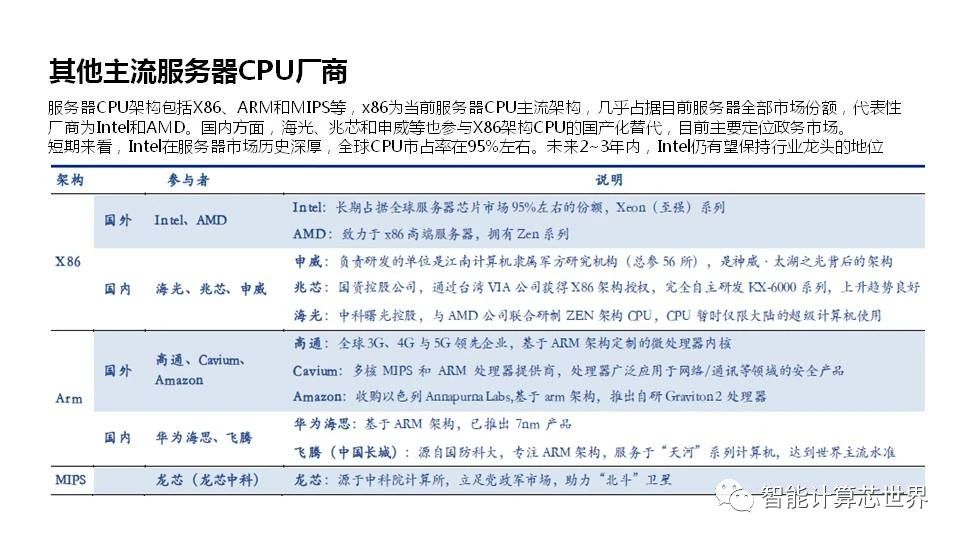 其他主流服务器CPU厂商
服务器CPU架构包括X86、ARM和MIPS等，x86为当前服务器CPU主流架构，几乎占据目前服务器全部市场份额，代表性
厂商为Intel和AMD。国内方面，海光、兆芯和申威等也参与X86架构CPU的国产化替代，目前主要定位政务市场。
短期来看，Intel在服务器市场历史深厚，全球CPU市占率在95%左右。未来2~3年内，Intel仍有望保持行业龙头的地位
架构 参与者 说明
X86
国外 Intel、AMD
Intel：长期占据全球服务器芯片市场95%左右的份额，Xeon（至强）系列
AMD：致力于x86高端服务器，拥有Zen系列
国内 海光、兆芯、申威
申威：负责研发的单位是江南计算机隶属军方研究机构（总参56所），是神威·太湖之光背后的架构
兆芯：国资控股公司，通过台湾VIA公司获得X86架构授权，完全自主研发KX-6000系列，上升趋势良好
海光：中科曙光控股，与AMD公司联合研制ZEN架构CPU，CPU暂时仅限大陆的超级计算机使用
Arm
国外 高通、Cavium、
Amazon
高通：全球3G、4G与5G领先企业，基于ARM架构定制的微处理器内核
Cavium：多核MIPS和 ARM处理器提供商，处理器广泛应用于网络/通讯等领域的安全产品
Amazon：收购以色列Annapurna Labs,基于arm架构，推出自研Graviton2处理器
国内 华为海思、飞腾
华为海思：基于ARM架构，已推出7nm产品
飞腾（中国长城）：源自国防科大，专注ARM架构，服务于“天河”系列计算机，达到世界主流水准
MIPS 龙芯（龙芯中科） 龙芯：源于中科院计算所，立足党政军市场，助力“北斗”卫星
智能计算芯世界